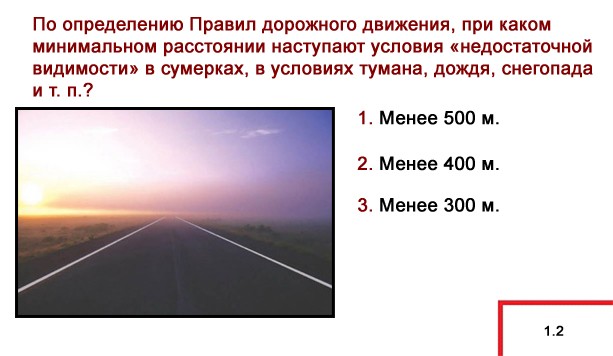 По определению Правил дорожного движения, при каком
минимальном расстоянии наступают условия «недостаточной
видимости» в сумерках, в условиях тумана, дождя, снегопада
и т. п.?
1. Менее 500 м.
2. Менее 400 м.
3. Менее 300 м.
1.2